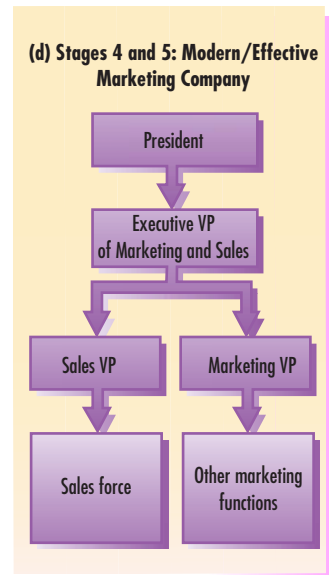 (d) Stages 4 and 5: Modern/Effective
Marketing Company
President
Executive VP
of Marketing and Sales
Sales VP
Marketing VP
Sales force
Other marketing
functions